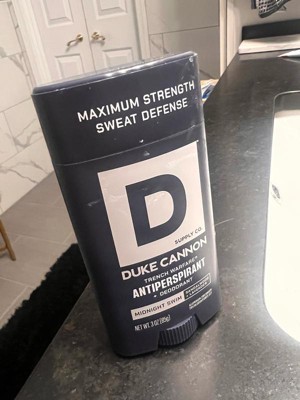 MAXIMUM STRENGTH
SWEAT DEFENSE
D
SUPPLY CO.
DUKE CANNON
TRENCH WARFARE
ANTIPERSPIRANT
+ DEODORANT
MIDNIGHT SWIM
NET WT. 3 OZ (85g)